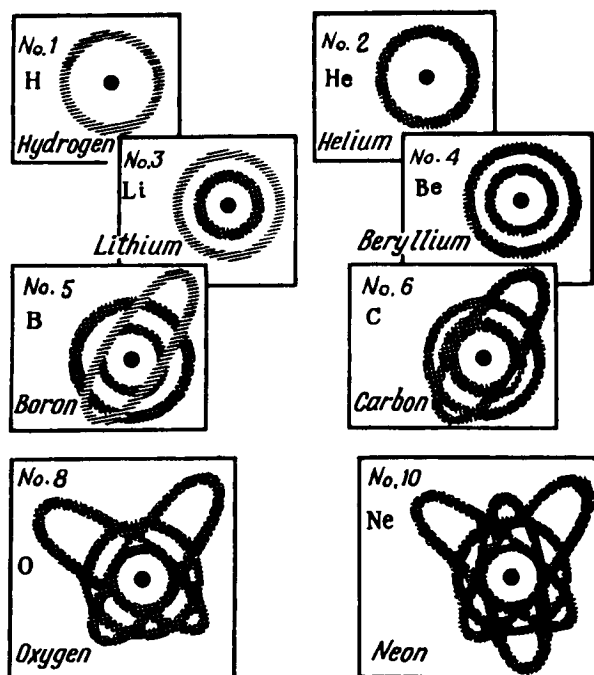 No.1
H
Hydrogen
No.2
He
Helium
No.3
Li
Lithium
No.4
Be
Beryllium
No.5
B
Boron
No.6
C
Carbon
No.8
O
Oxygen
No.10
Ne
Neon